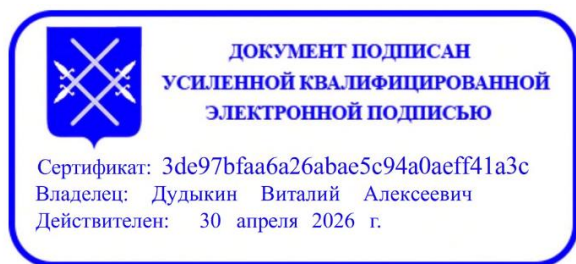 ДОКУМЕНТ ПОДПИСАН
УСИЛЕННОЙ КВАЛИФИЦИРОВАННОЙ
ЭЛЕКТРОННОЙ ПОДПИСЬЮ
Сертификат: 3de97bfaa6a26abae5c94a0aeff41a3c
Владелец: Дудыкин Виталий Алексеевич
Действителен: 30 апреля 2026 г.